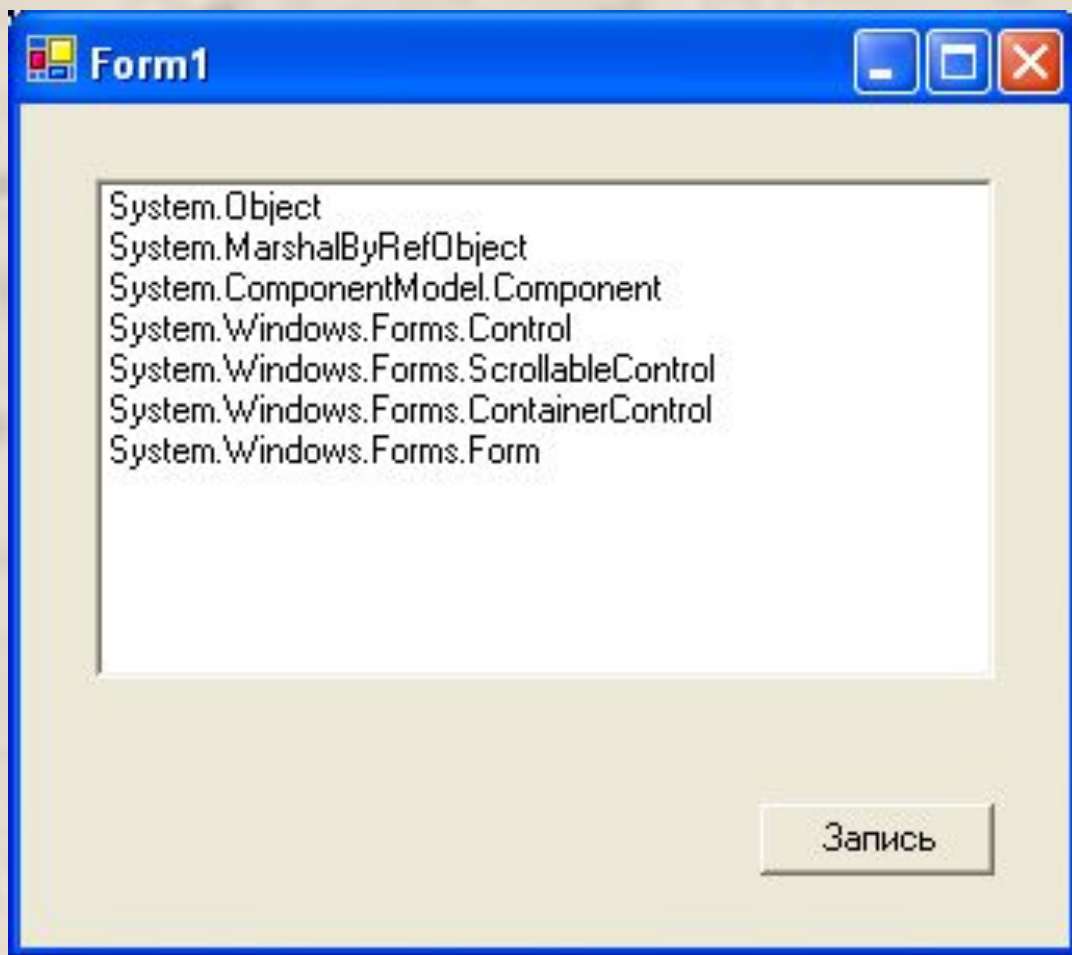 Form1
System.Object
System.MarshalByRefObject
System.ComponentModel.Component
System.Windows.Forms.Control
System.Windows.Forms.ScrollableControl
System.Windows.Forms.ContainerControl
System.Windows.Forms.Form
Запись